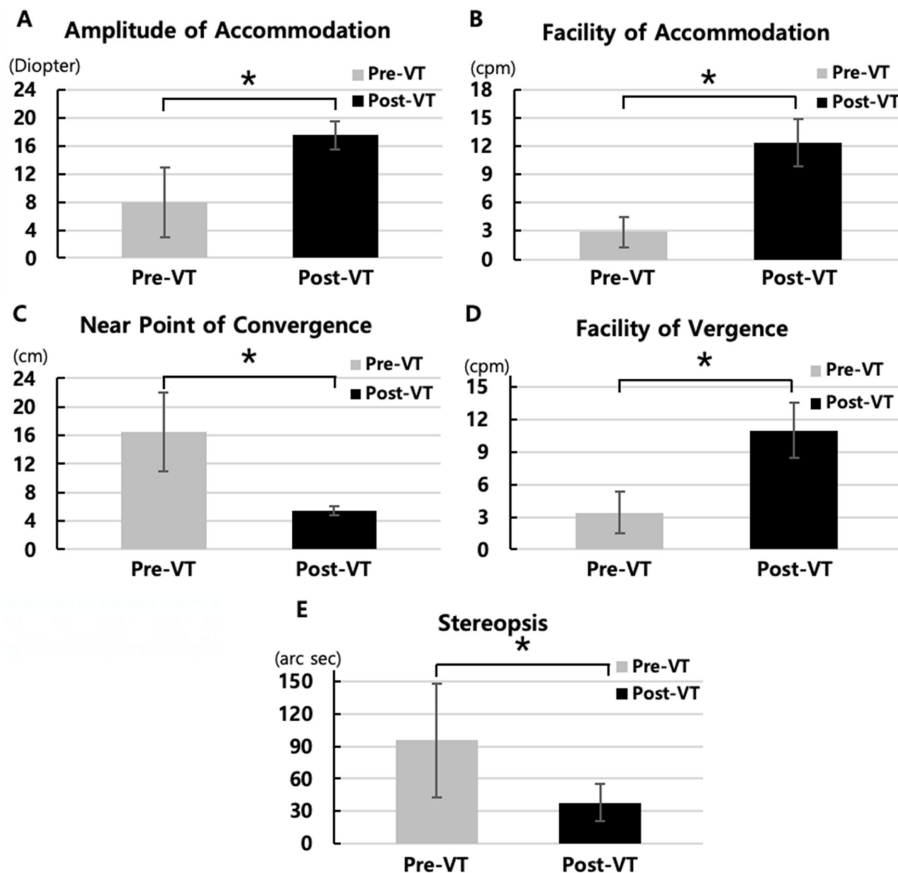 A
Amplitude of Accommodation
(Diopter)
*
Pre-VT
Post-VT
24
20
16
12
8
4
0
Pre-VT
Post-VT
B
Facility of Accommodation
(cpm)
*
Pre-VT
Post-VT
18
15
12
9
6
3
0
Pre-VT
Post-VT
C
Near Point of Convergence
(cm)
*
Pre-VT
Post-VT
24
20
16
12
8
4
0
Pre-VT
Post-VT
D
Facility of Vergence
(cpm)
*
Pre-VT
Post-VT
15
12
9
6
3
0
Pre-VT
Post-VT
E
Stereopsis
(arc sec)
*
Pre-VT
Post-VT
150
120
90
60
30
0
Pre-VT
Post-VT